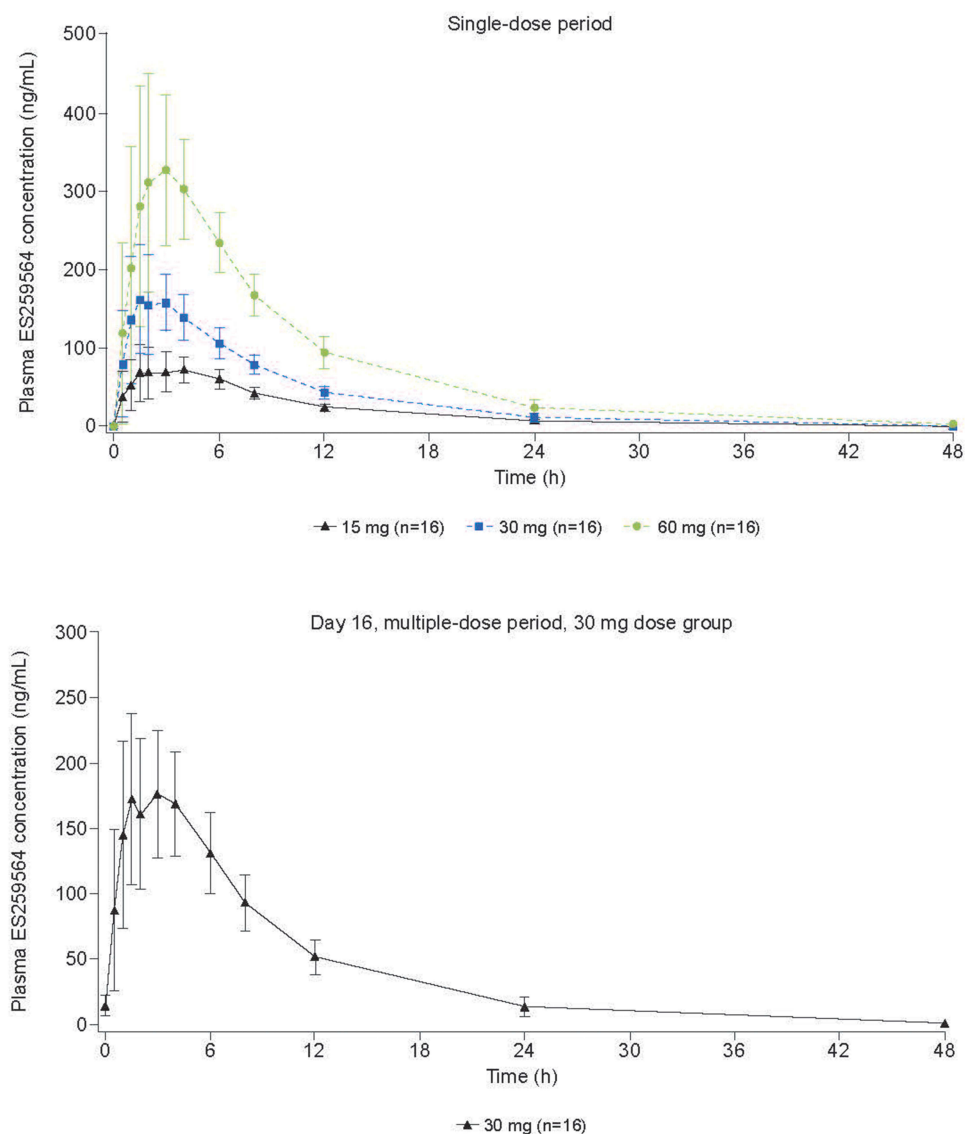 Single-dose period
Plasma ES259564 concentration (ng/mL)
500
400
300
200
100
0
0 6 12 18 24 30 36 42 48
Time (h)
15 mg (n=16) 30 mg (n=16) 60 mg (n=16)
Day 16, multiple-dose period, 30 mg dose group
Plasma ES259564 concentration (ng/mL)
300
250
200
150
100
50
0
0 6 12 18 24 30 36 42 48
Time (h)
30 mg (n=16)